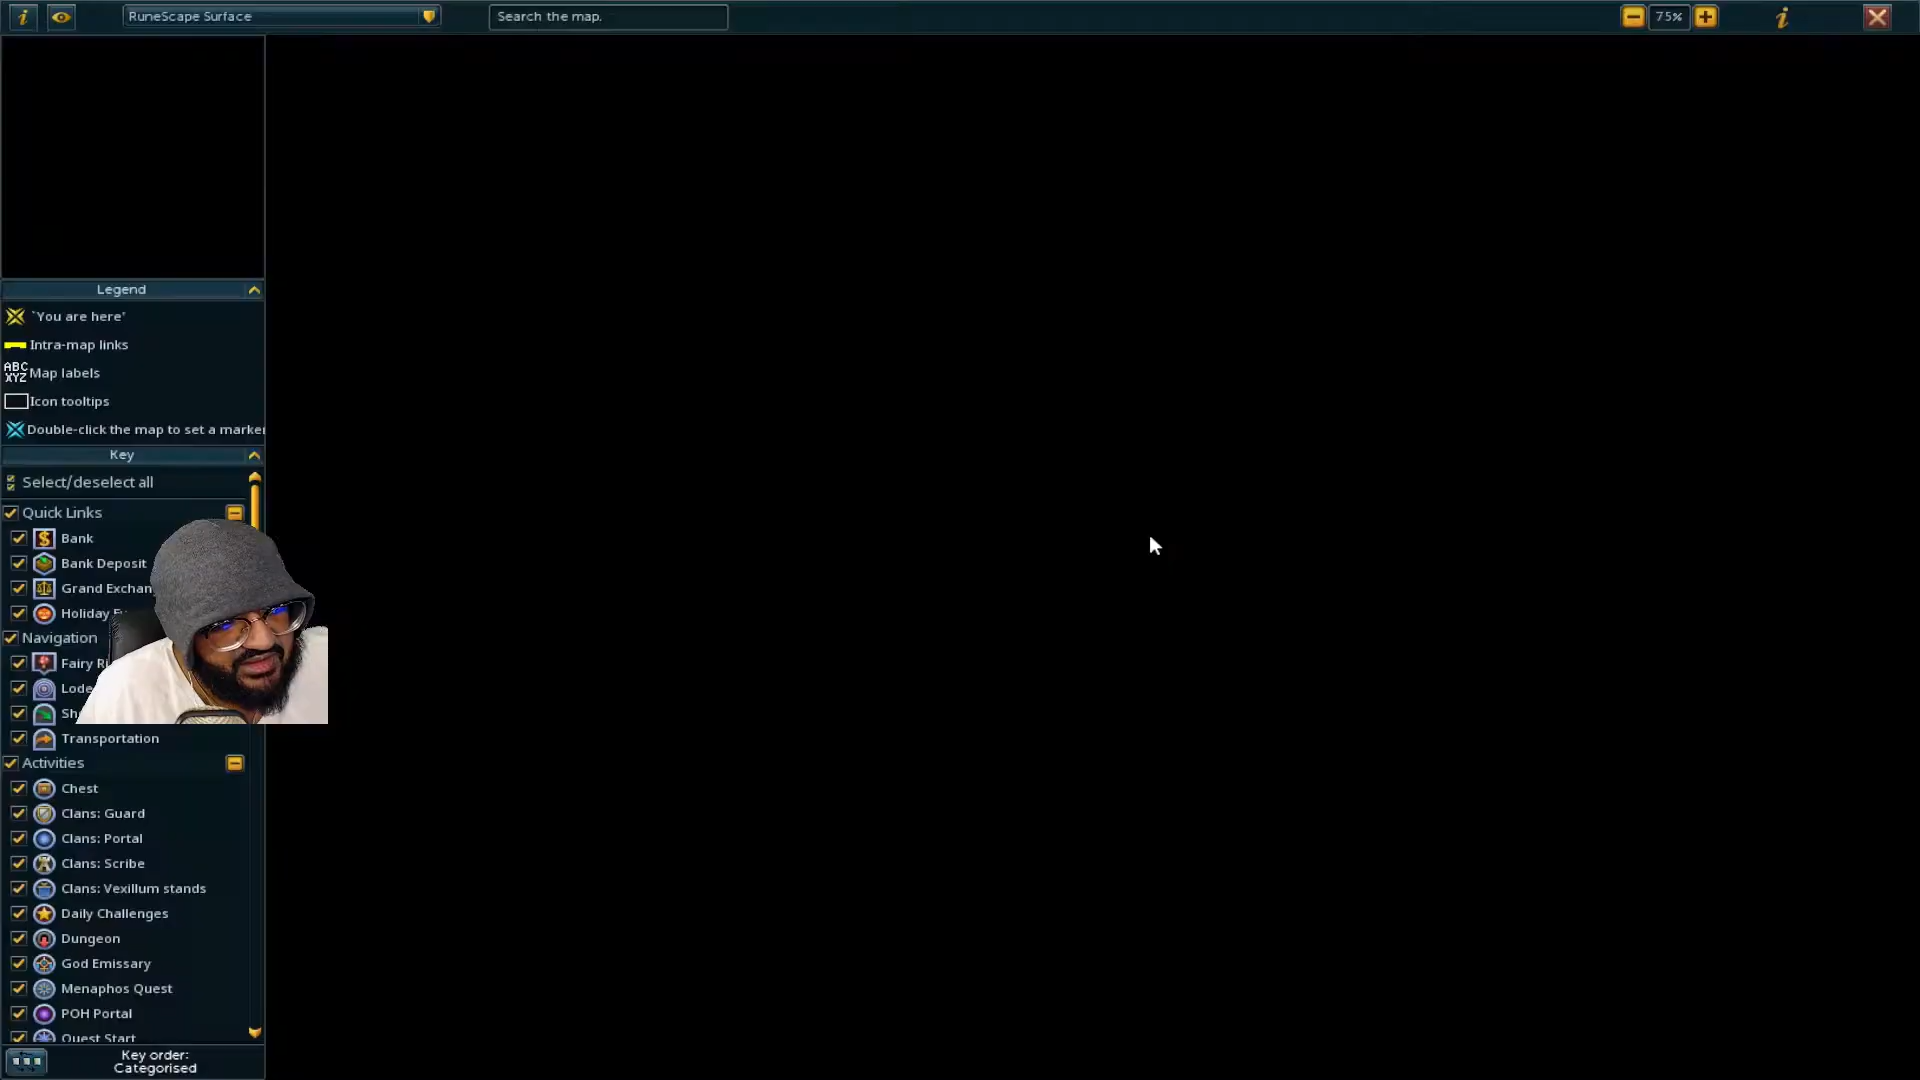 RuneScape Surface
Search the map.
75%
Legend
'You are here'
Intra-map links
ABC
XYZ
Map labels
Icon tooltips
Double-click the map to set a marker
Key
Select/deselect all
Quick Links
Bank
Bank Deposit
Grand Exchan
Holiday
Navigation
Fairy Ri
Lode
Sh
Transportation
Activities
Chest
Clans: Guard
Clans: Portal
Clans: Scribe
Clans: Vexillum stands
Daily Challenges
Dungeon
God Emissary
Menaphos Quest
POH Portal
Quest Start
Key order:
Categorised